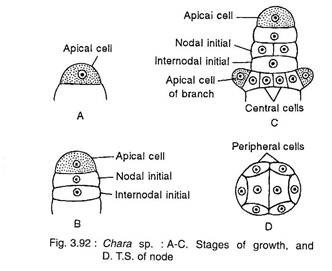 Apical cell
A
Apical cell
Nodal initial
Internodal initial
B
Apicai cell
Nodal initial
Internodal initial
Apical cell
of branch
Central cells
C
Peripheral cells
D
Fig. 3.92 : Chara sp. : A-C. Stages of growth, and
D. T.S. of node